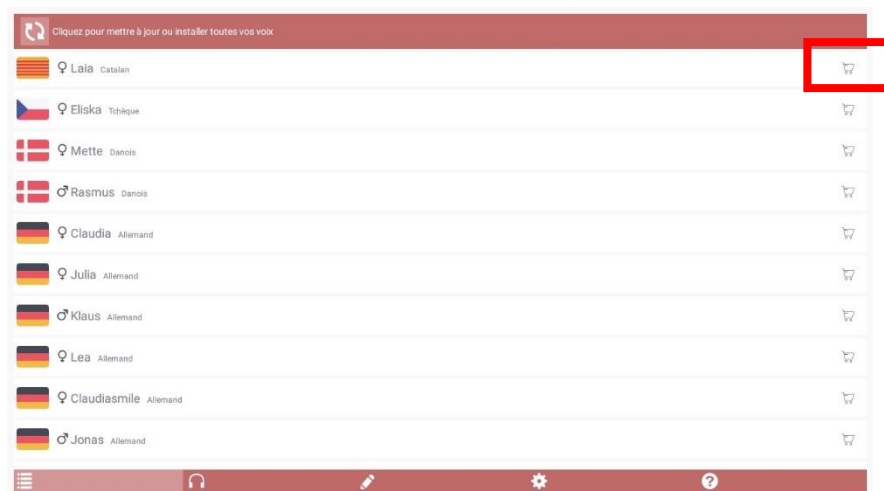 Cliquez pour mettre à jour ou installer toutes vos voix
Laia Catalan
Eliska Tchèque
Mette Danois
Rasmus Danois
Claudia Allemand
Julia Allemand
Klaus Allemand
Lea Allemand
Claudiasmile Allemand
Jonas Allemand